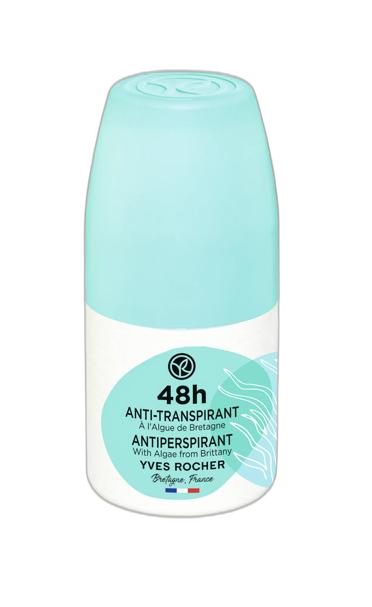 48h
ANTI-TRANSPIRANT
À l'Algue de Bretagne
ANTIPERSPIRANT
With Algae from Brittany
YVES ROCHER
Bretagne, France